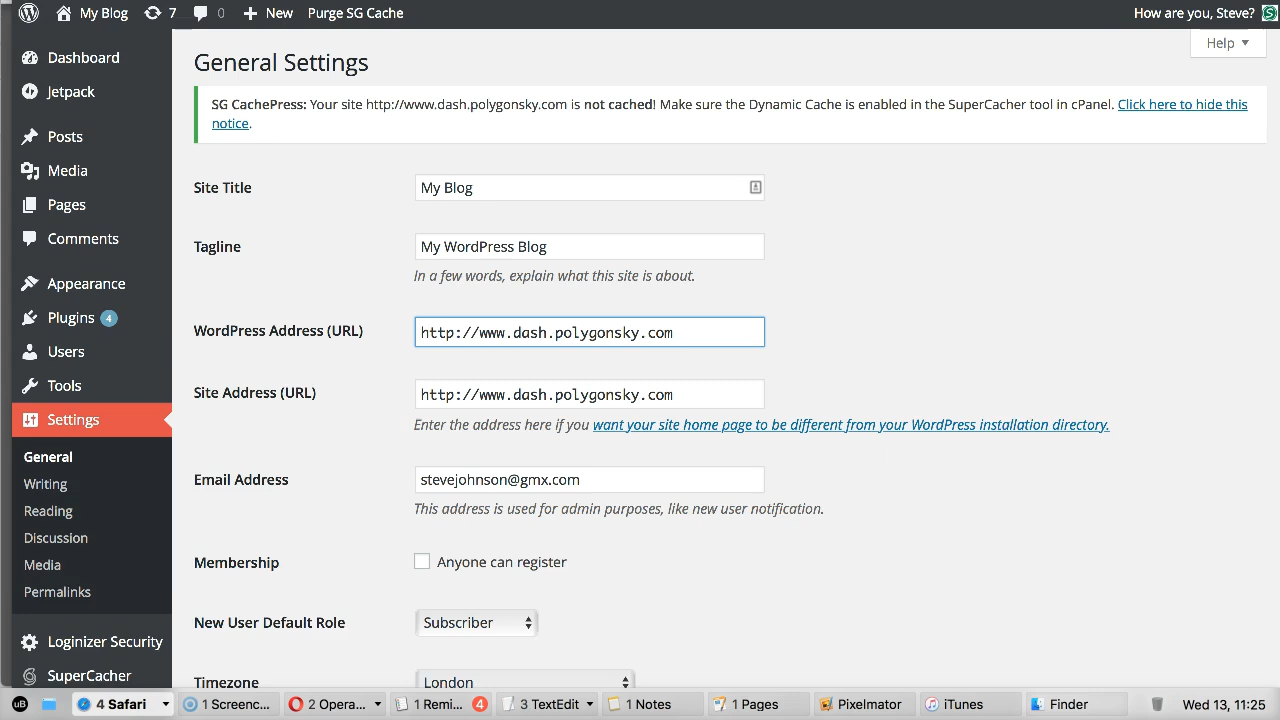 My Blog 7 0 New Purge SG Cache How are you, Steve?
Help
Dashboard
Jetpack
Posts
Media
Pages
Comments
Appearance
Plugins 4
Users
Tools
Settings
General
Writing
Reading
Discussion
Media
Permalinks
Loginizer Security
SuperCacher
General Settings
SG CachePress: Your site http://www.dash.polygonsky.com is not cached! Make sure the Dynamic Cache is enabled in the SuperCacher tool in cPanel. Click here to hide this
notice.
Site Title My Blog
Tagline My WordPress Blog
In a few words, explain what this site is about.
WordPress Address (URL) http://www.dash.polygonsky.com
Site Address (URL) http://www.dash.polygonsky.com
Enter the address here if you want your site home page to be different from your WordPress installation directory.
Email Address stevejohnson@gmx.com
This address is used for admin purposes, like new user notification.
Membership Anyone can register
New User Default Role Subscriber
Timezone London
uB 4 Safari 1 Screenc... 2 Opera... 1 Remi... 4 3 TextEdit 1 Notes 1 Pages Pixelmator iTunes Finder Wed 13, 11:25